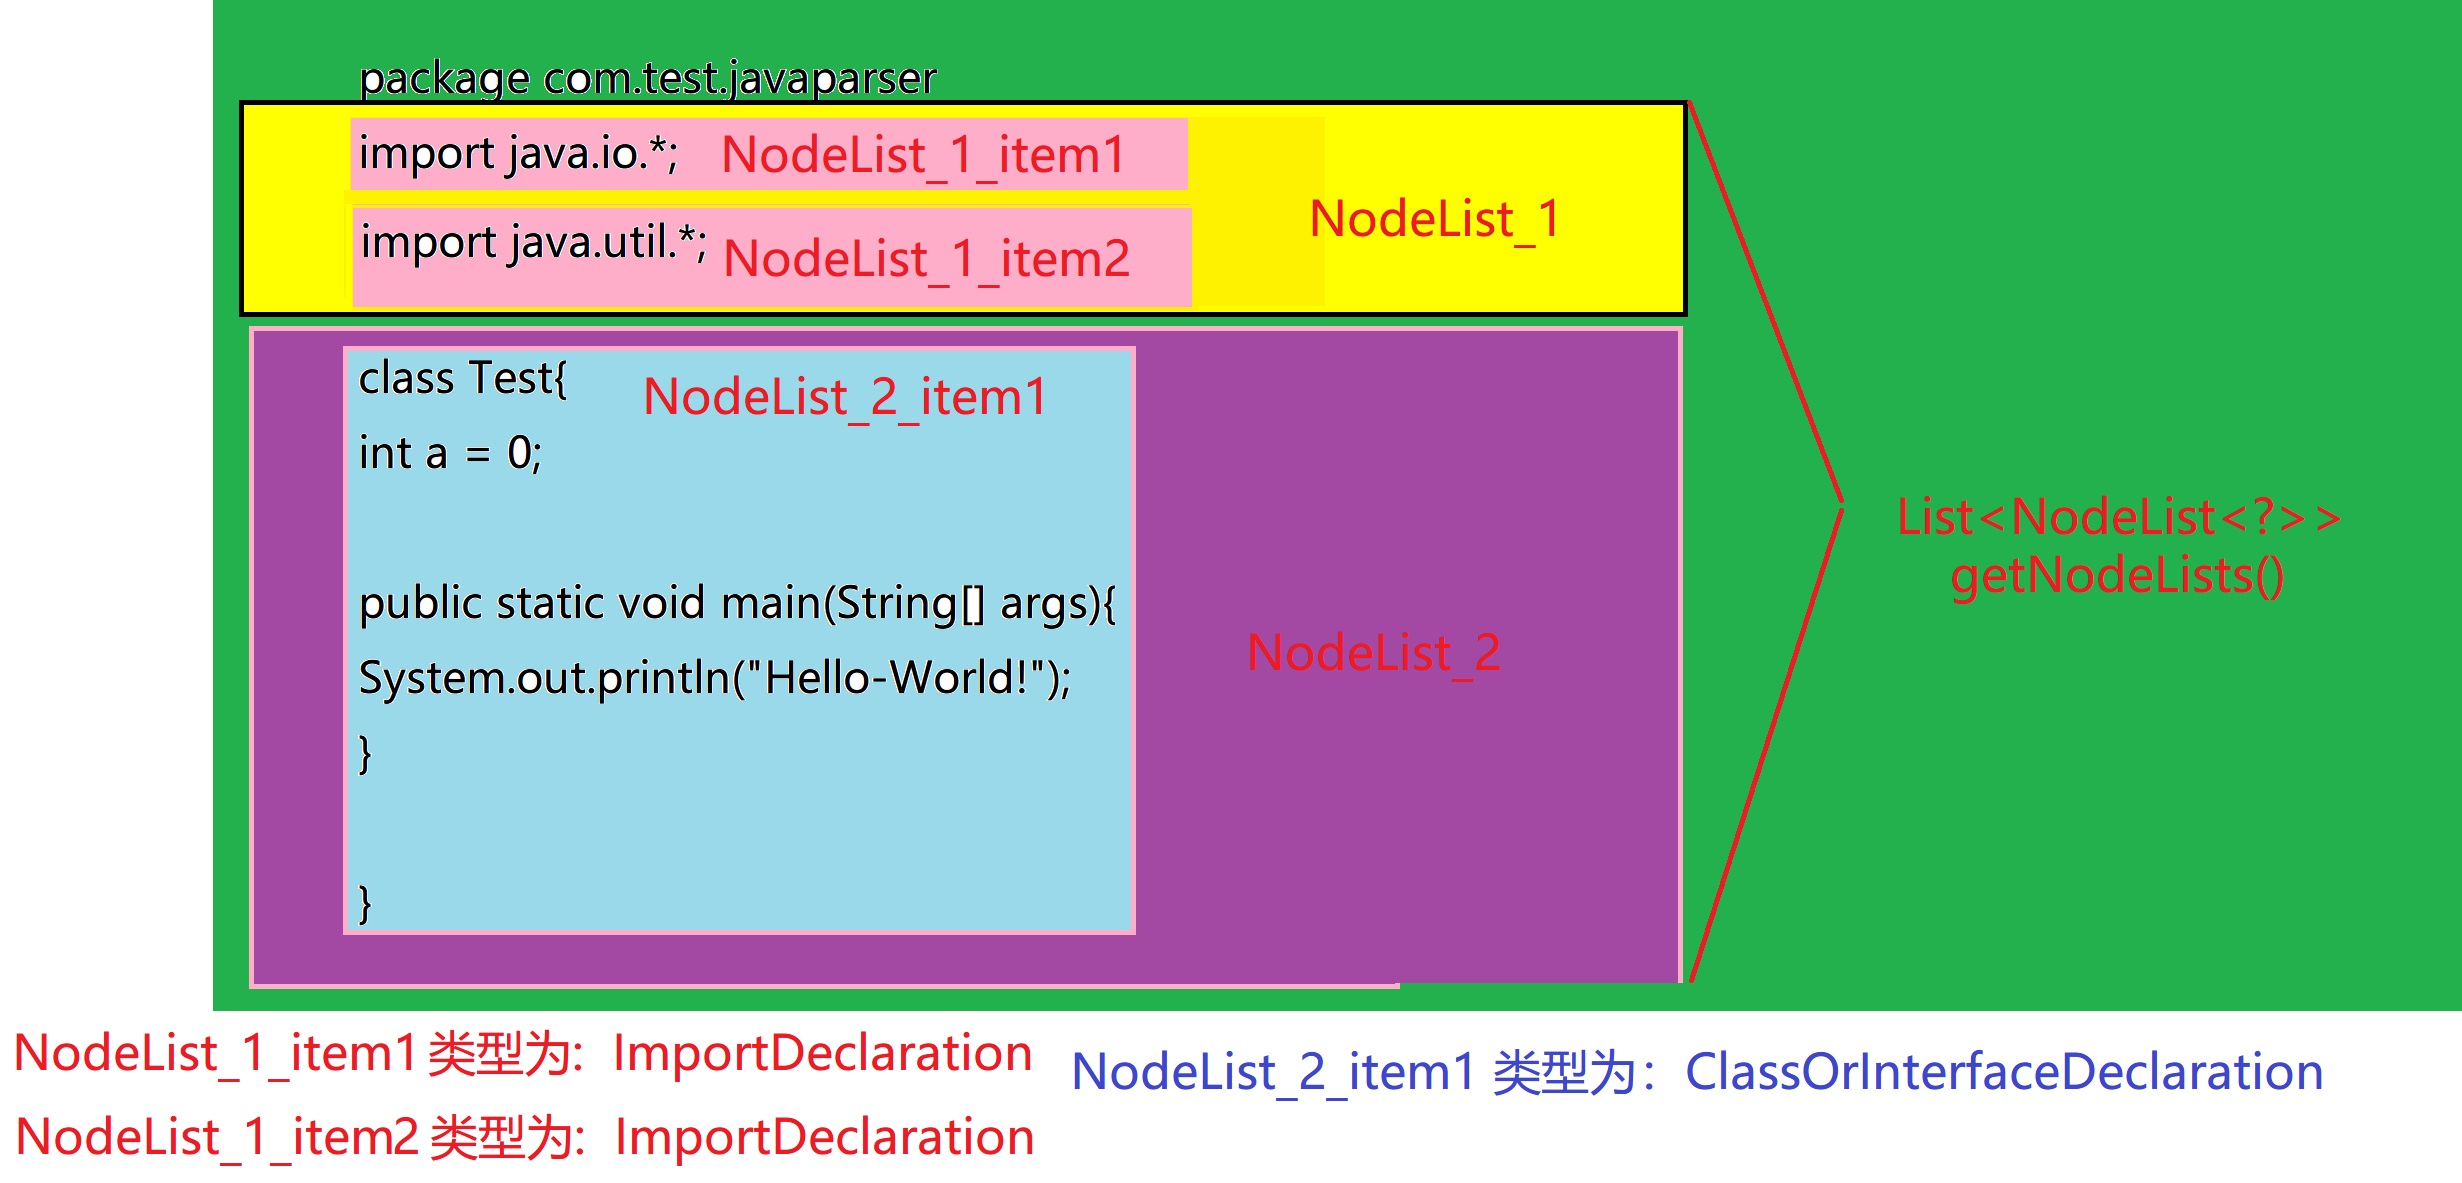 package com.test.javaparser
import java.io.*; NodeList_1_item1
import java.util.*; NodeList_1_item2
NodeList_1
class Test{
NodeList_2_item1
int a = 0;
public static void main(String[] args){
System.out.println("Hello-World!");
}
}
NodeList_2
List<NodeList<?>>
getNodeLists()
NodeList_1_item1 类型为: ImportDeclaration
NodeList_1_item2 类型为: ImportDeclaration
NodeList_2_item1 类型为：ClassOrInterfaceDeclaration